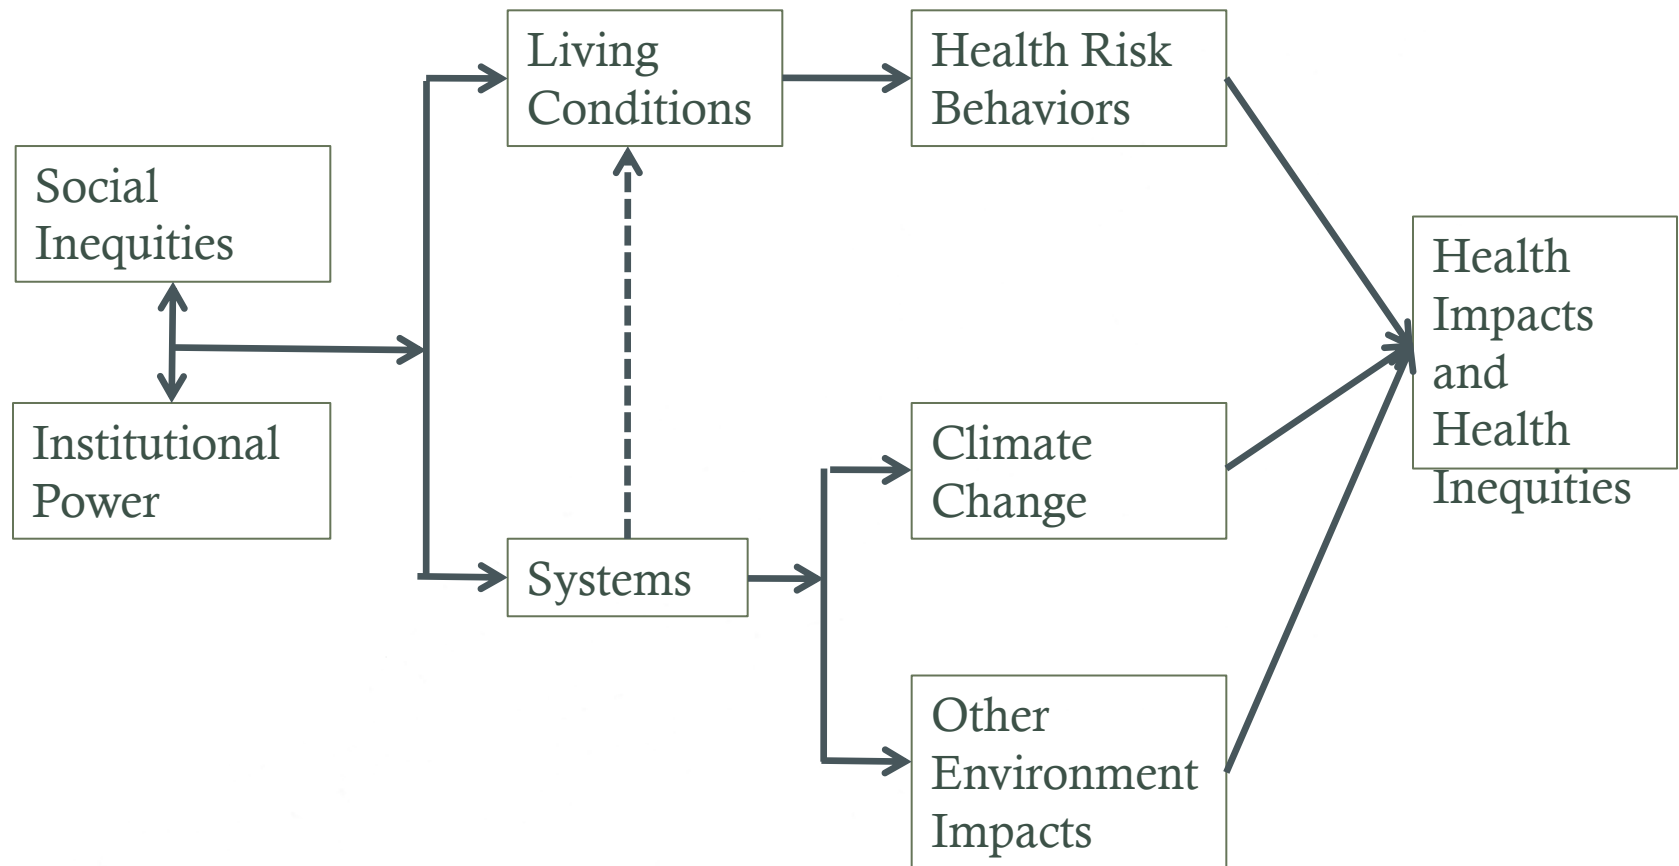 Living
Conditions
Health Risk
Behaviors
Social
Inequities
Health
Impacts
and
Health
Inequities
Institutional
Power
Climate
Change
Systems
Other
Environment
Impacts